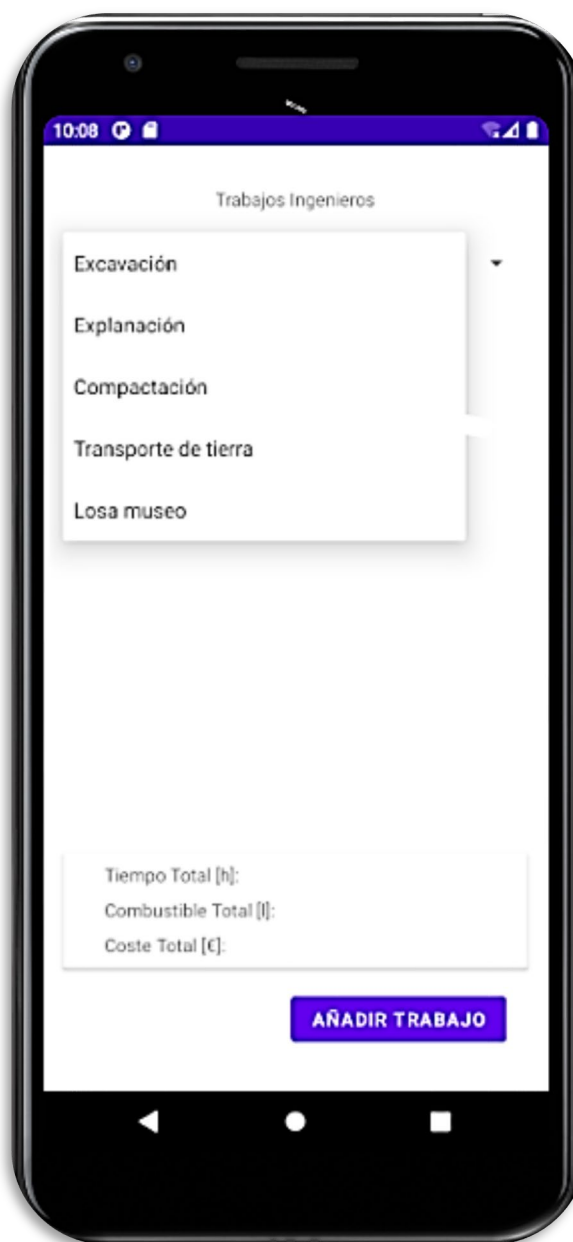 10:08
Trabajos Ingenieros
Excavación
Explanación
Compactación
Transporte de tierra
Losa museo
Tiempo Total [h]:
Combustible Total [l]:
Coste Total [€]:
AÑADIR TRABAJO